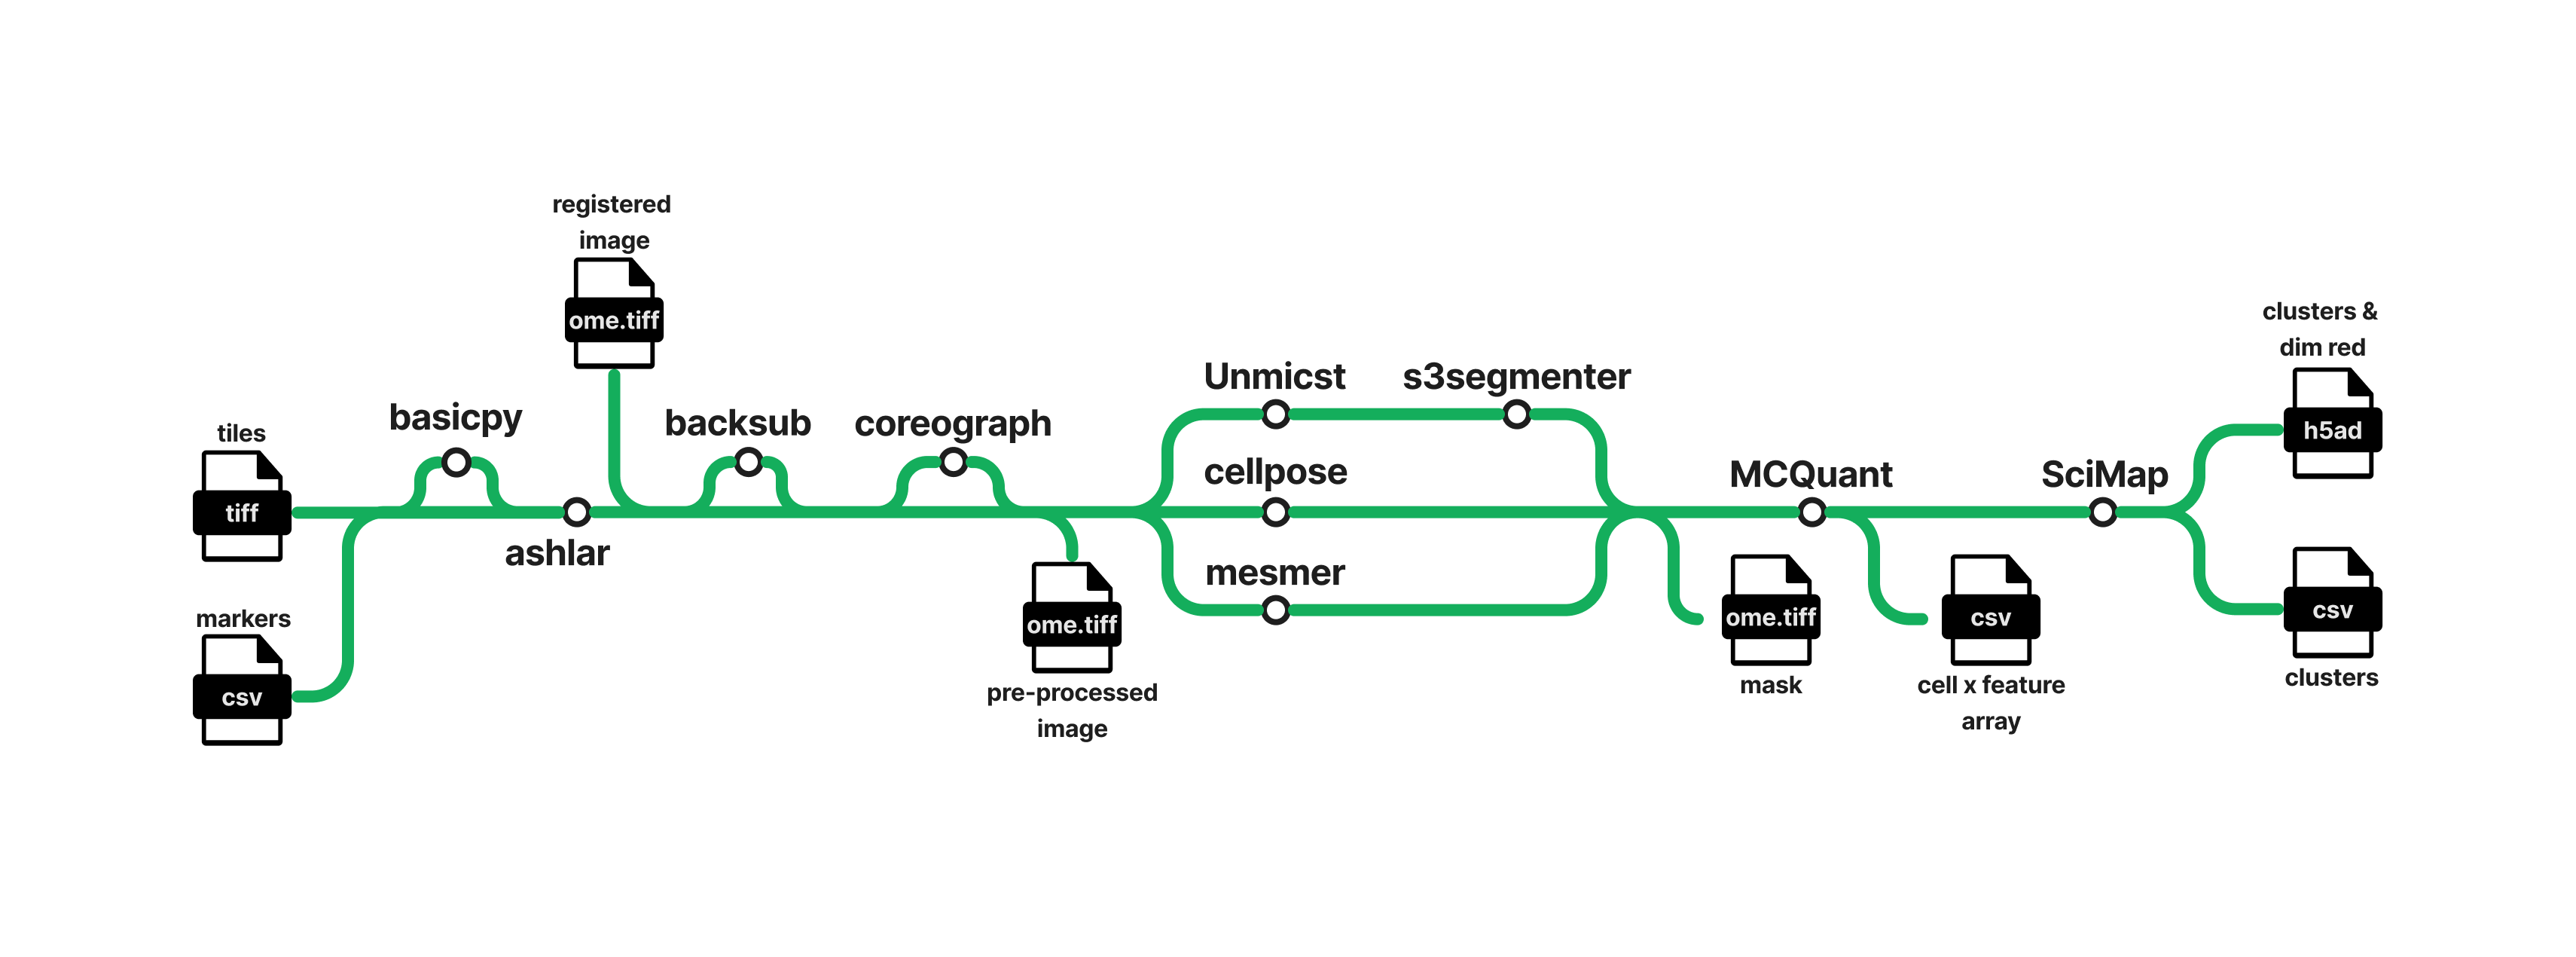 tiles
tiff
markers
csv
basicpy
ashlar
registered
image
ome.tiff
backsub
coreograph
ome.tiff
pre-processed
image
Unmicst
s3segmenter
cellpose
mesmer
MCQuant
ome.tiff
mask
csv
cell x feature
array
SciMap
clusters &
dim red
h5ad
csv
clusters